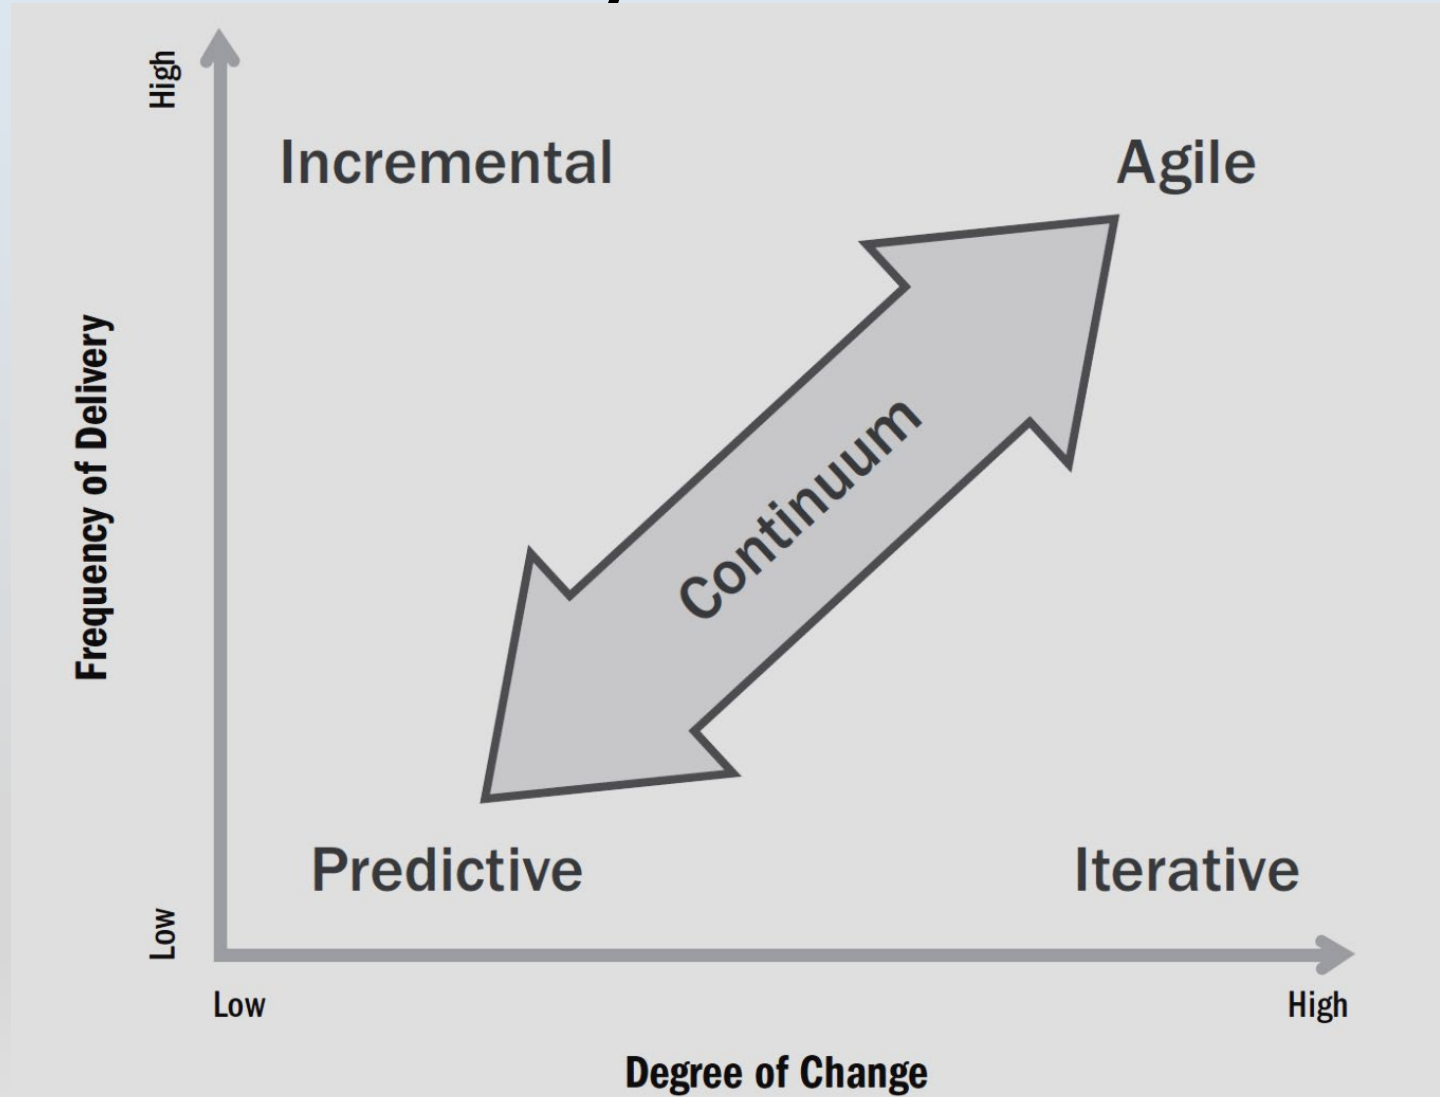 High
Incremental
Agile
Frequency of Delivery
Continuum
Predictive
Iterative
Low
Low
High
Degree of Change